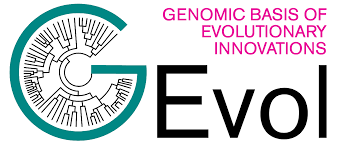 GENOMIC BASIS OF
EVOLUTIONARY
INNOVATIONS
GEvol